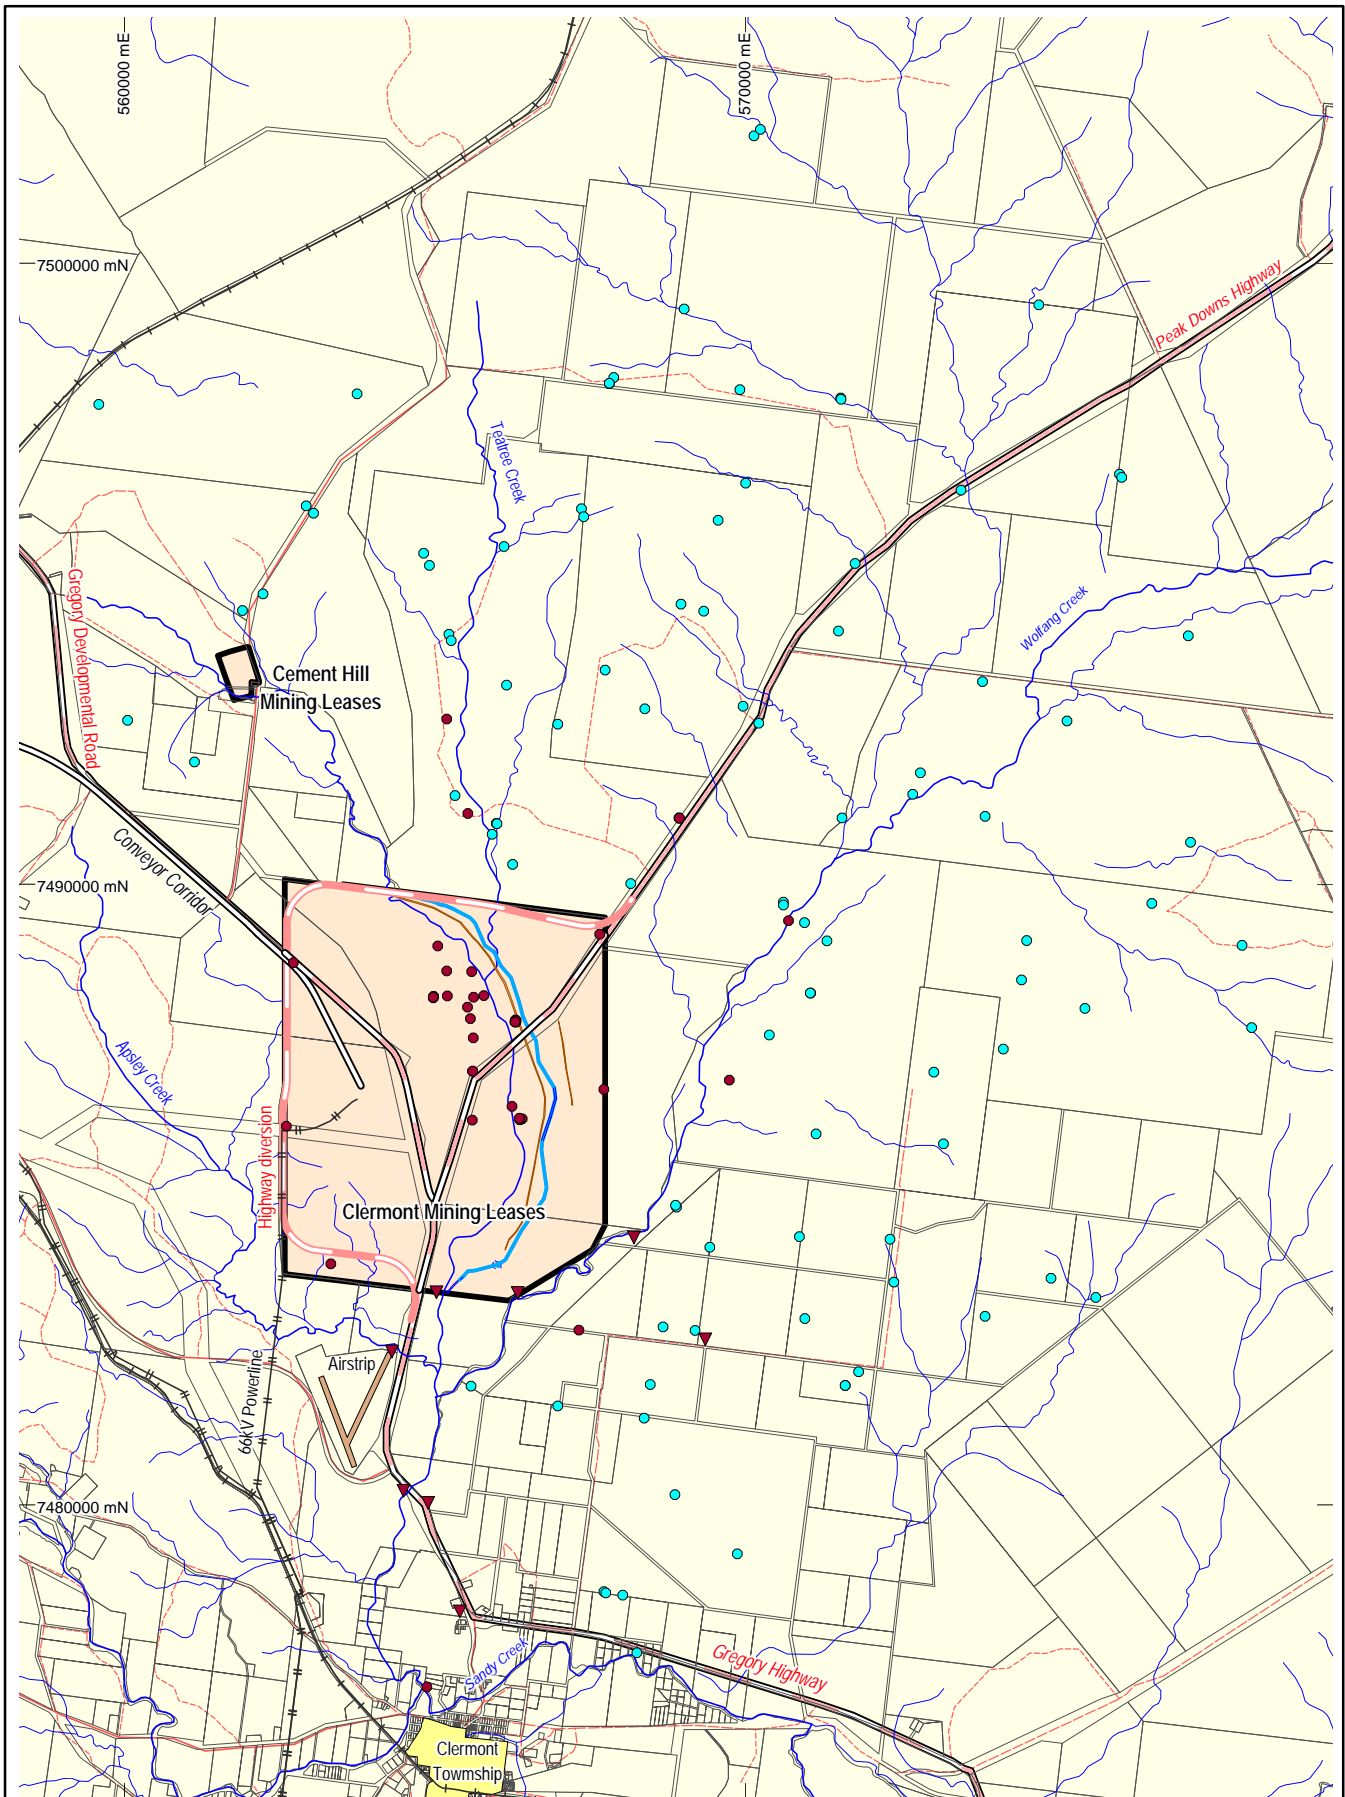 560000 mE
570000 mE
7500000 mN
Peak Downs Highway
Teatree Creek
Gregory Developmental Road
Wolfang Creek
Cement Hill
Mining Leases
Conveyor Corridor
7490000 mN
Apsley Creek
Highway diversion
Clermont Mining Leases
Airstrip
66kV Powerline
7480000 mN
Sandy Creek
Gregory Highway
Clermont
Township